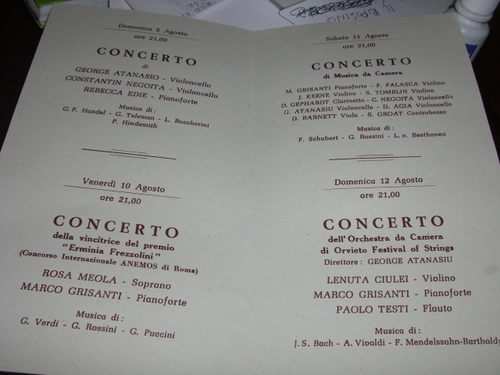 Domenica 5 Agosto
ore 21,00
CONCERTO
di
GEORGE ATANASIO - Violoncello
CONSTANTIN NEGOITA - Violoncello
REBECCA EDIE - Pianoforte
Musica di:
G. F. Handel - G. Telemon - L. Boccherini
P. Hindemith
Venerdì 10 Agosto
ore 21,00
CONCERTO
della vincitrice del premio
"Erminia Frezzolini"
(Concorso Internazionale ANEMOS di Roma)
ROSA MEOLA - Soprano
MARCO GRISANTI - Pianoforte
Musica di:
G. Verdi - G. Rossini - G. Puccini
Sabato 11 Agosto
ore 21,00
CONCERTO
di Musica da Camera
M. GRISANTI Pianoforte - F. FALASCA Violino
J. KEENE Violino - S. TOMBLIN Violino
D. GEPHARDT Clarinetto - C. NEGOITA Violoncello
G. ATANASIU Violoncello - D. AGIA Violoncello
D. BARNETT Viola - S. GROAT Contrabasso
Musica di:
F. Schubert - G. Rossini - L. v. Beethoven
Domenica 12 Agosto
ore 21,00
CONCERTO
dell'Orchestra da Camera
di Orvieto Festival of Strings
Direttore: GEORGE ATANASIU
LENUTA CIULEI - Violino
MARCO GRISANTI - Pianoforte
PAOLO TESTI - Flauto
Musica di:
J. S. Bach - A. Vivaldi - F. Mendelssohn-Barthold